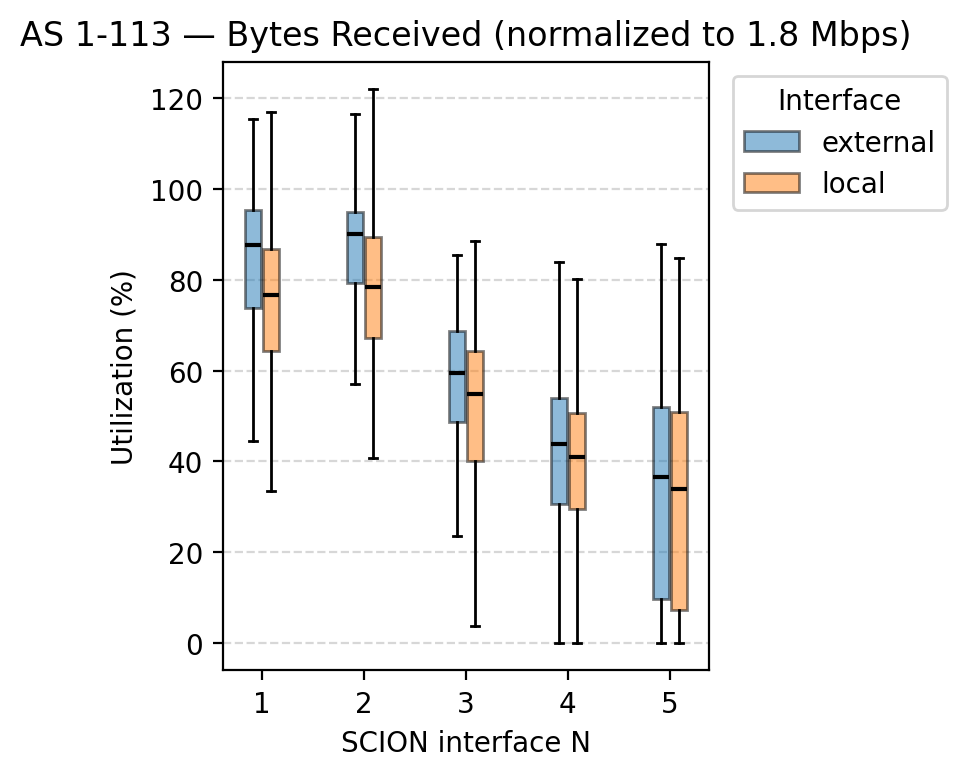 AS 1-113 — Bytes Received (normalized to 1.8 Mbps)
Interface
external
local
Utilization (%)
120
100
80
60
40
20
0
1 2 3 4 5
SCION interface N